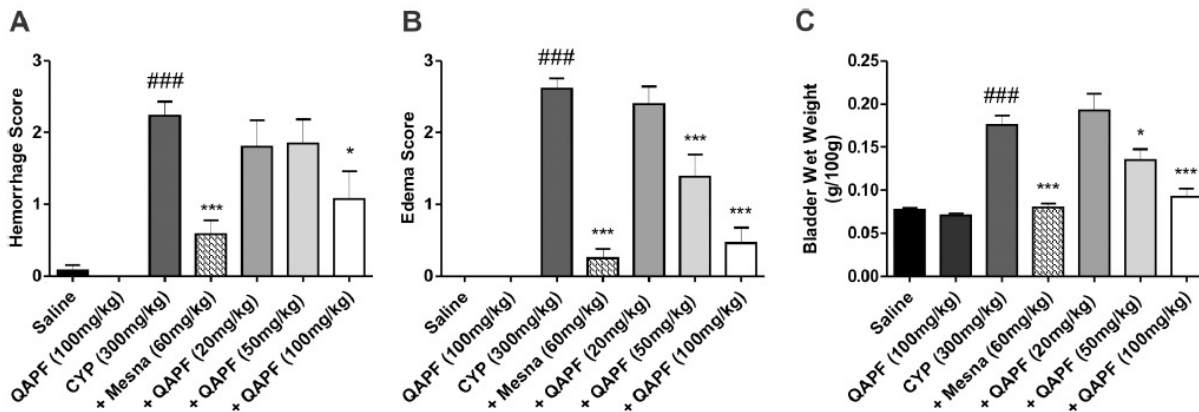 A
Hemorrhage Score
3
2
1
0
###
***
*
Saline
QAPF (100mg/kg)
CYP (300mg/kg)
+ Mesna (60mg/kg)
+ QAPF (20mg/kg)
+ QAPF (50mg/kg)
+ QAPF (100mg/kg)
B
Edema Score
3
2
1
0
###
***
***
***
Saline
QAPF (100mg/kg)
CYP (300mg/kg)
+ Mesna (60mg/kg)
+ QAPF (20mg/kg)
+ QAPF (50mg/kg)
+ QAPF (100mg/kg)
C
Bladder Wet Weight
(g/100g)
0.25
0.20
0.15
0.10
0.05
0.00
###
***
*
***
Saline
QAPF (100mg/kg)
CYP (300mg/kg)
+ Mesna (60mg/kg)
+ QAPF (20mg/kg)
+ QAPF (50mg/kg)
+ QAPF (100mg/kg)